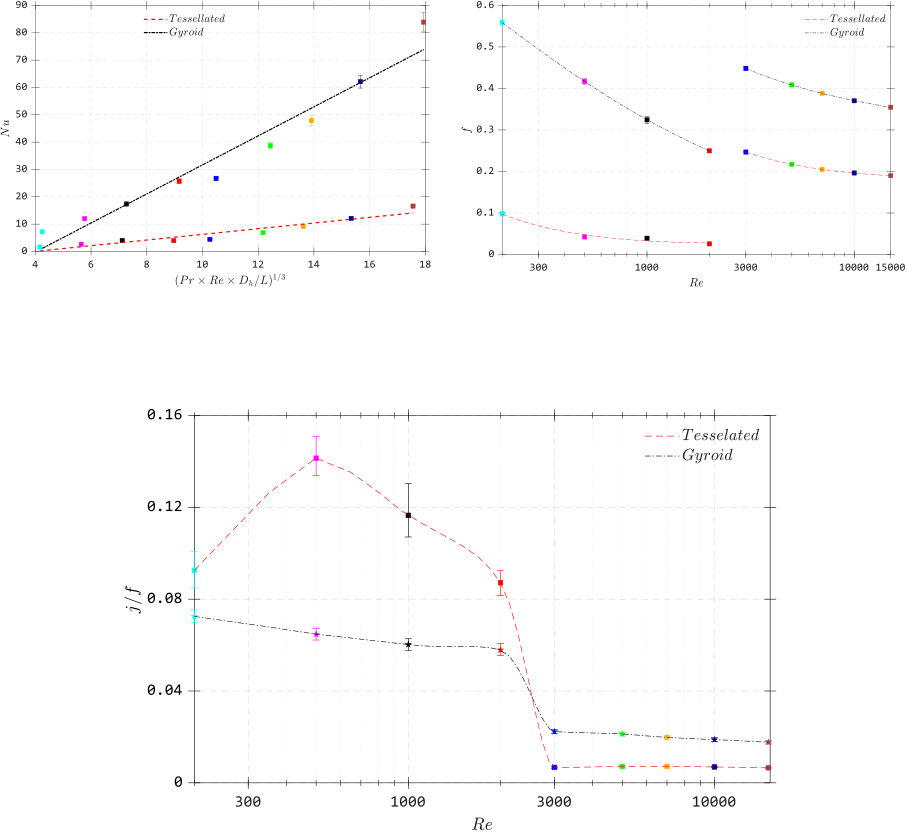 90
80
70
60
50
40
30
20
10
0
Nu
Tessellated
Gyroid
4 6 8 10 12 14 16 18
(Pr × Re × D_h/L)^{1/3}
0.6
0.5
0.4
0.3
0.2
0.1
0
f
Tessellated
Gyroid
300 1000 3000 10000 15000
Re
0.16
0.12
0.08
0.04
0
j/f
Tesselated
Gyroid
300 1000 3000 10000
Re